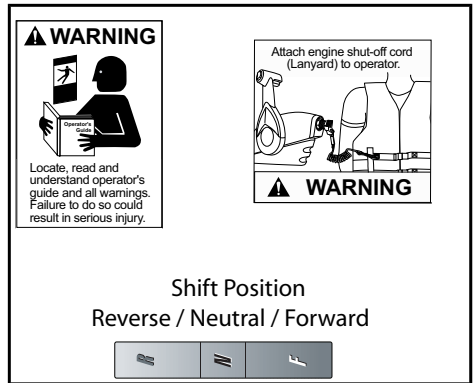 WARNING
Operator's
Guide
Locate, read and
understand operator's
guide and all warnings.
Failure to do so could
result in serious injury.
Attach engine shut-off cord
(Lanyard) to operator.
WARNING
Shift Position
Reverse / Neutral / Forward
R N F